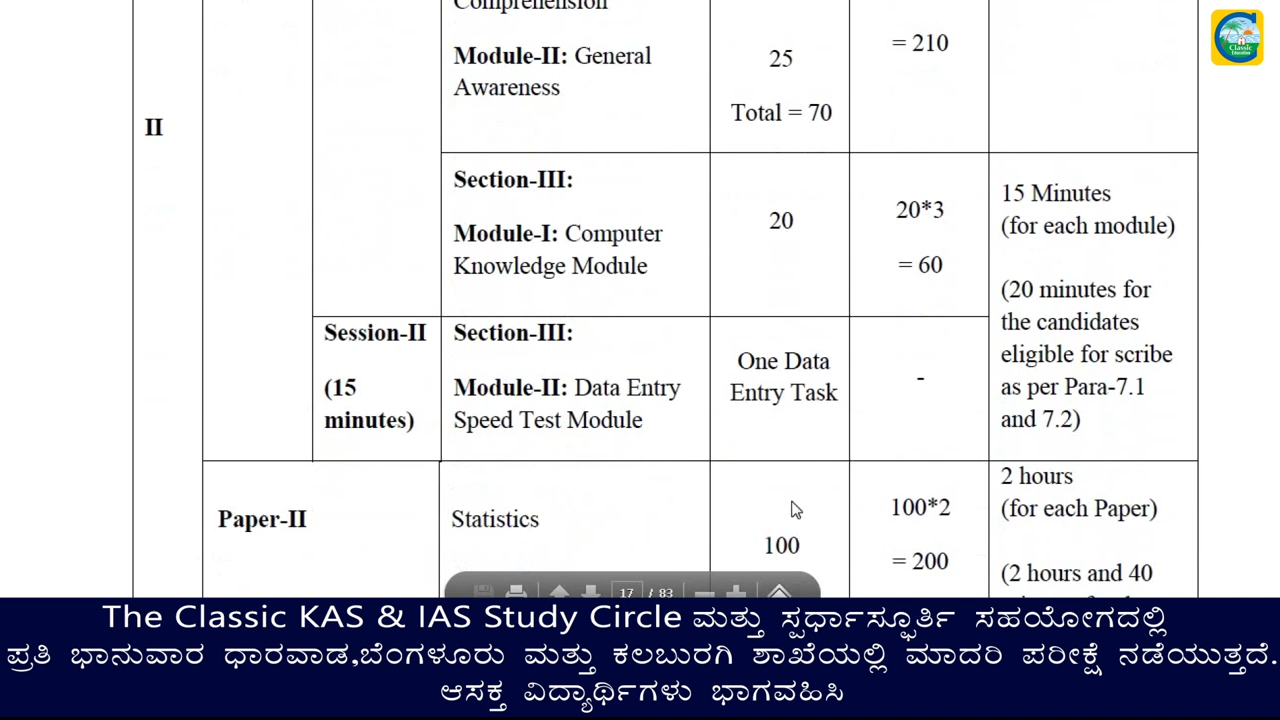 Comprehension
Module-II: General
Awareness
25
Total = 70
= 210
II
Section-III:
Module-I: Computer
Knowledge Module
20
20*3
= 60
15 Minutes
(for each module)
(20 minutes for
the candidates
eligible for scribe
as per Para-7.1
and 7.2)
Session-II
(15
minutes)
Section-III:
Module-II: Data Entry
Speed Test Module
One Data
Entry Task
-
Paper-II
Statistics
100
100*2
= 200
2 hours
(for each Paper)
(2 hours and 40
17 / 83
Classic
Education
The Classic KAS & IAS Study Circle ಮತ್ತು ಸ್ಪರ್ಧಾಸ್ಫೂರ್ತಿ ಸಹಯೋಗದಲ್ಲಿ
ಪ್ರತಿ ಭಾನುವಾರ ಧಾರವಾಡ,ಬೆಂಗಳೂರು ಮತ್ತು ಕಲಬುರಗಿ ಶಾಖೆಯಲ್ಲಿ ಮಾದರಿ ಪರೀಕ್ಷೆ ನಡೆಯುತ್ತದೆ.
ಆಸಕ್ತ ವಿದ್ಯಾರ್ಥಿಗಳು ಭಾಗವಹಿಸಿ